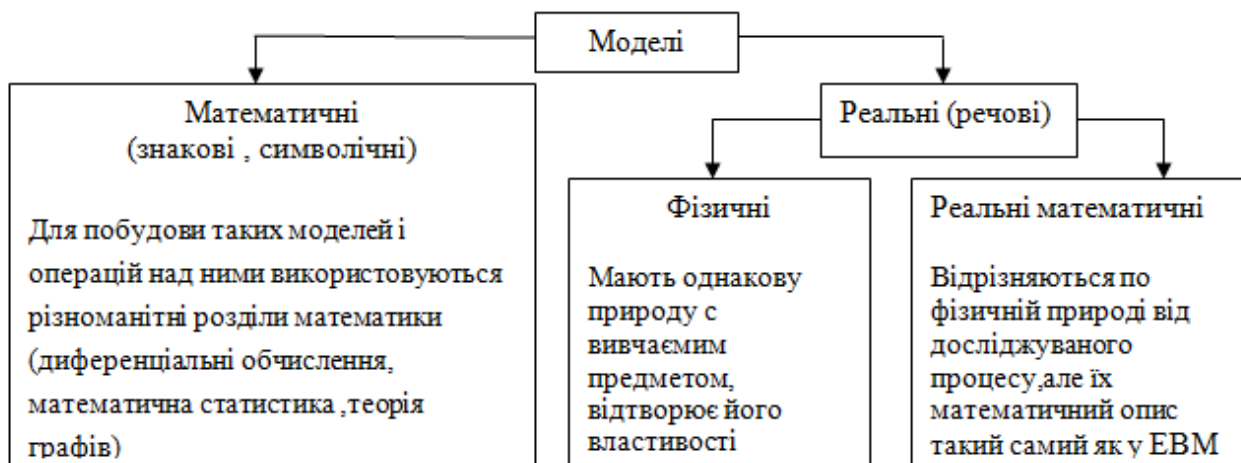 Моделі
Математичні
(знакові , символічні)
Для побудови таких моделей і
операцій над ними використовуються
різноманітні розділи математики
(диференціальні обчислення,
математична статистика ,теорія
графів)
Реальні (речові)
Фізичні
Мають однакову
природу с
вивчаємим
предметом,
відтворює його
властивості
Реальні математичні
Відрізняються по
фізичній природі від
досліджуваного
процесу,але їх
математичний опис
такий самий як у ЕВМ